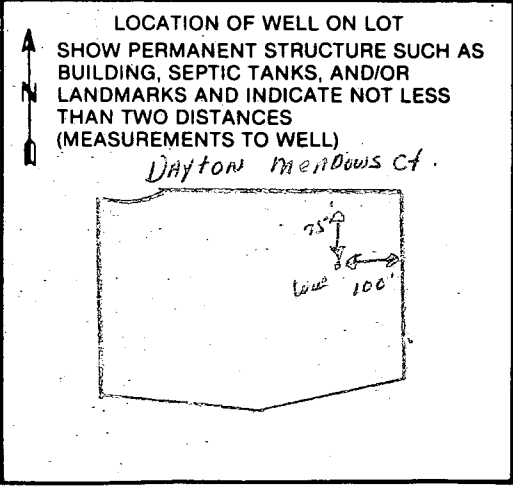 LOCATION OF WELL ON LOT
SHOW PERMANENT STRUCTURE SUCH AS
BUILDING, SEPTIC TANKS, AND/OR
N LANDMARKS AND INDICATE NOT LESS
THAN TWO DISTANCES
(MEASUREMENTS TO WELL)
DAYTON MEADOWS Ct.
75'
Well 100'